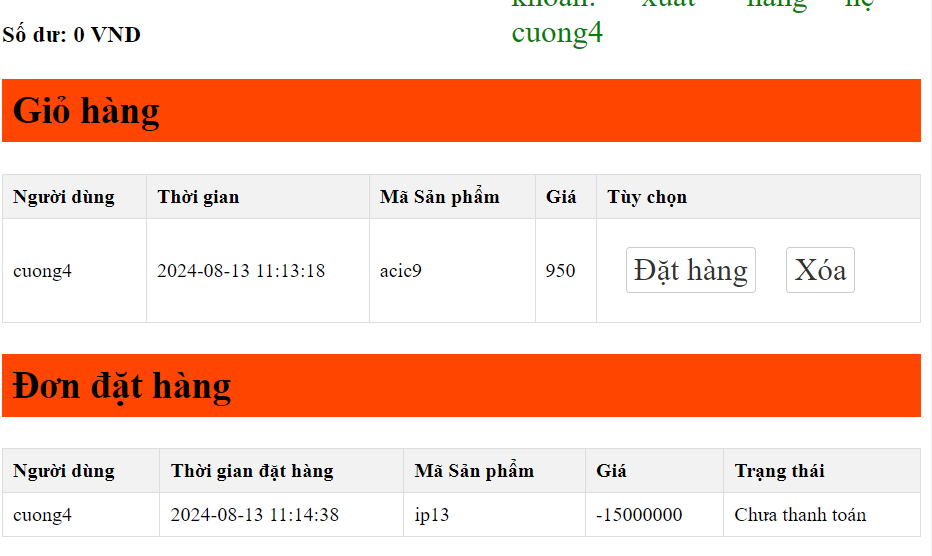 Số dư: 0 VND
cuong4
Giỏ hàng
Người dùng Thời gian Mã Sản phẩm Giá Tùy chọn
cuong4 2024-08-13 11:13:18 acic9 950 Đặt hàng Xóa
Đơn đặt hàng
Người dùng Thời gian đặt hàng Mã Sản phẩm Giá Trạng thái
cuong4 2024-08-13 11:14:38 ip13 -15000000 Chưa thanh toán